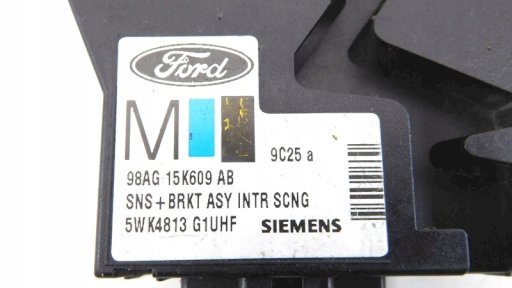 Ford
M
9C25 a
98AG 15K609 AB
SNS+BRKT ASY INTR SCNG
5WK4813 G1UHF SIEMENS